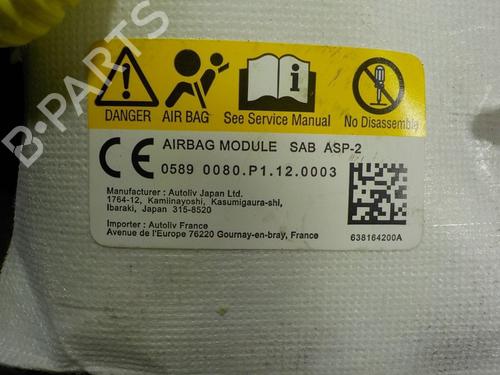 B-PARTS
DANGER AIR BAG See Service Manual No Disassemble
AIRBAG MODULE SAB ASP-2
CE 0589 0080.P1.12.0003
Manufacturer : Autoliv Japan Ltd.
1764-12, Kamiinayoshi, Kasumigaura-shi,
Ibaraki, Japan 315-8520
Importer : Autoliv France
Avenue de l'Europe 76220 Gournay-en-bray, France
638164200A